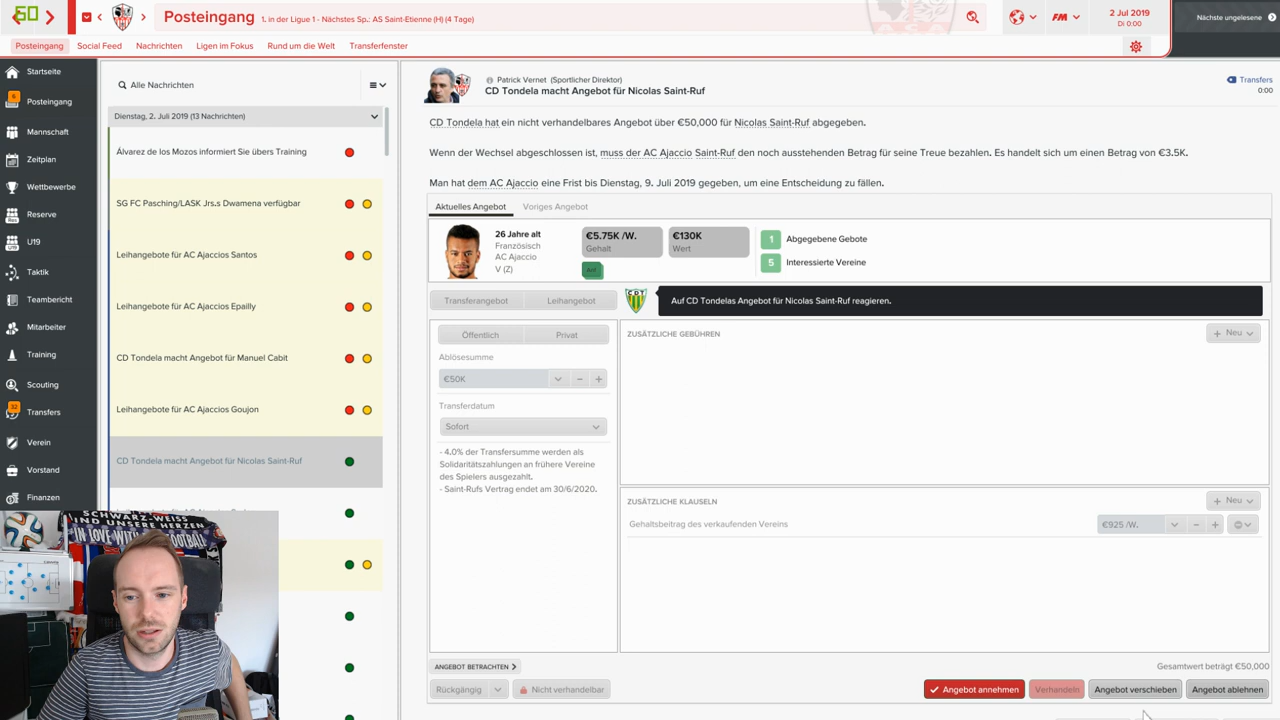 Posteingang
1. in der Ligue 1 - Nächstes Sp.: AS Saint-Etienne (H) (4 Tage)
FM
2 Jul 2019
Di 0:00
Nächste ungelesene
Posteingang
Social Feed
Nachrichten
Ligen im Fokus
Rund um die Welt
Transferfenster
Startseite
6
Posteingang
Mannschaft
Zeitplan
Wettbewerbe
Reserve
U19
Taktik
Teambericht
Mitarbeiter
Training
Scouting
32
Transfers
Verein
Vorstand
Finanzen
Alle Nachrichten
Dienstag, 2. Juli 2019 (13 Nachrichten)
Álvarez de los Mozos informiert Sie übers Training
SG FC Pasching/LASK Jrs.s Dwamena verfügbar
Leihangebote für AC Ajaccios Santos
Leihangebote für AC Ajaccios Epailly
CD Tondela macht Angebot für Manuel Cabit
Leihangebote für AC Ajaccios Goujon
CD Tondela macht Angebot für Nicolas Saint-Ruf
Patrick Vernet (Sportlicher Direktor)
CD Tondela macht Angebot für Nicolas Saint-Ruf
Transfers
0:00
CD Tondela hat ein nicht verhandelbares Angebot über €50,000 für Nicolas Saint-Ruf abgegeben.
Wenn der Wechsel abgeschlossen ist, muss der AC Ajaccio Saint-Ruf den noch ausstehenden Betrag für seine Treue bezahlen. Es handelt sich um einen Betrag von €3.5K.
Man hat dem AC Ajaccio eine Frist bis Dienstag, 9. Juli 2019 gegeben, um eine Entscheidung zu fällen.
Aktuelles Angebot
Voriges Angebot
26 Jahre alt
Französisch
AC Ajaccio
V (Z)
€5.75K /W.
Gehalt
€130K
Wert
1 Abgegebene Gebote
5 Interessierte Vereine
Transferangebot
Leihangebot
CDT
Auf CD Tondelas Angebot für Nicolas Saint-Ruf reagieren.
Öffentlich
Privat
Ablösesumme
€50K
Transferdatum
Sofort
- 4.0% der Transfersumme werden als
Solidaritätszahlungen an frühere Vereine
des Spielers ausgezahlt.
- Saint-Rufs Vertrag endet am 30/6/2020.
ZUSÄTZLICHE GEBÜHREN
Neu
ZUSÄTZLICHE KLAUSELN
Neu
Gehaltsbeitrag des verkaufenden Vereins
€925 /W.
ANGEBOT BETRACHTEN
Gesamtwert beträgt €50,000
Rückgängig
Nicht verhandelbar
Angebot annehmen
Verhandeln
Angebot verschieben
Angebot ablehnen
SCHWARZ-WEISS
UND UNSERE HERZEN
IN LOVE WITH FOOTBALL